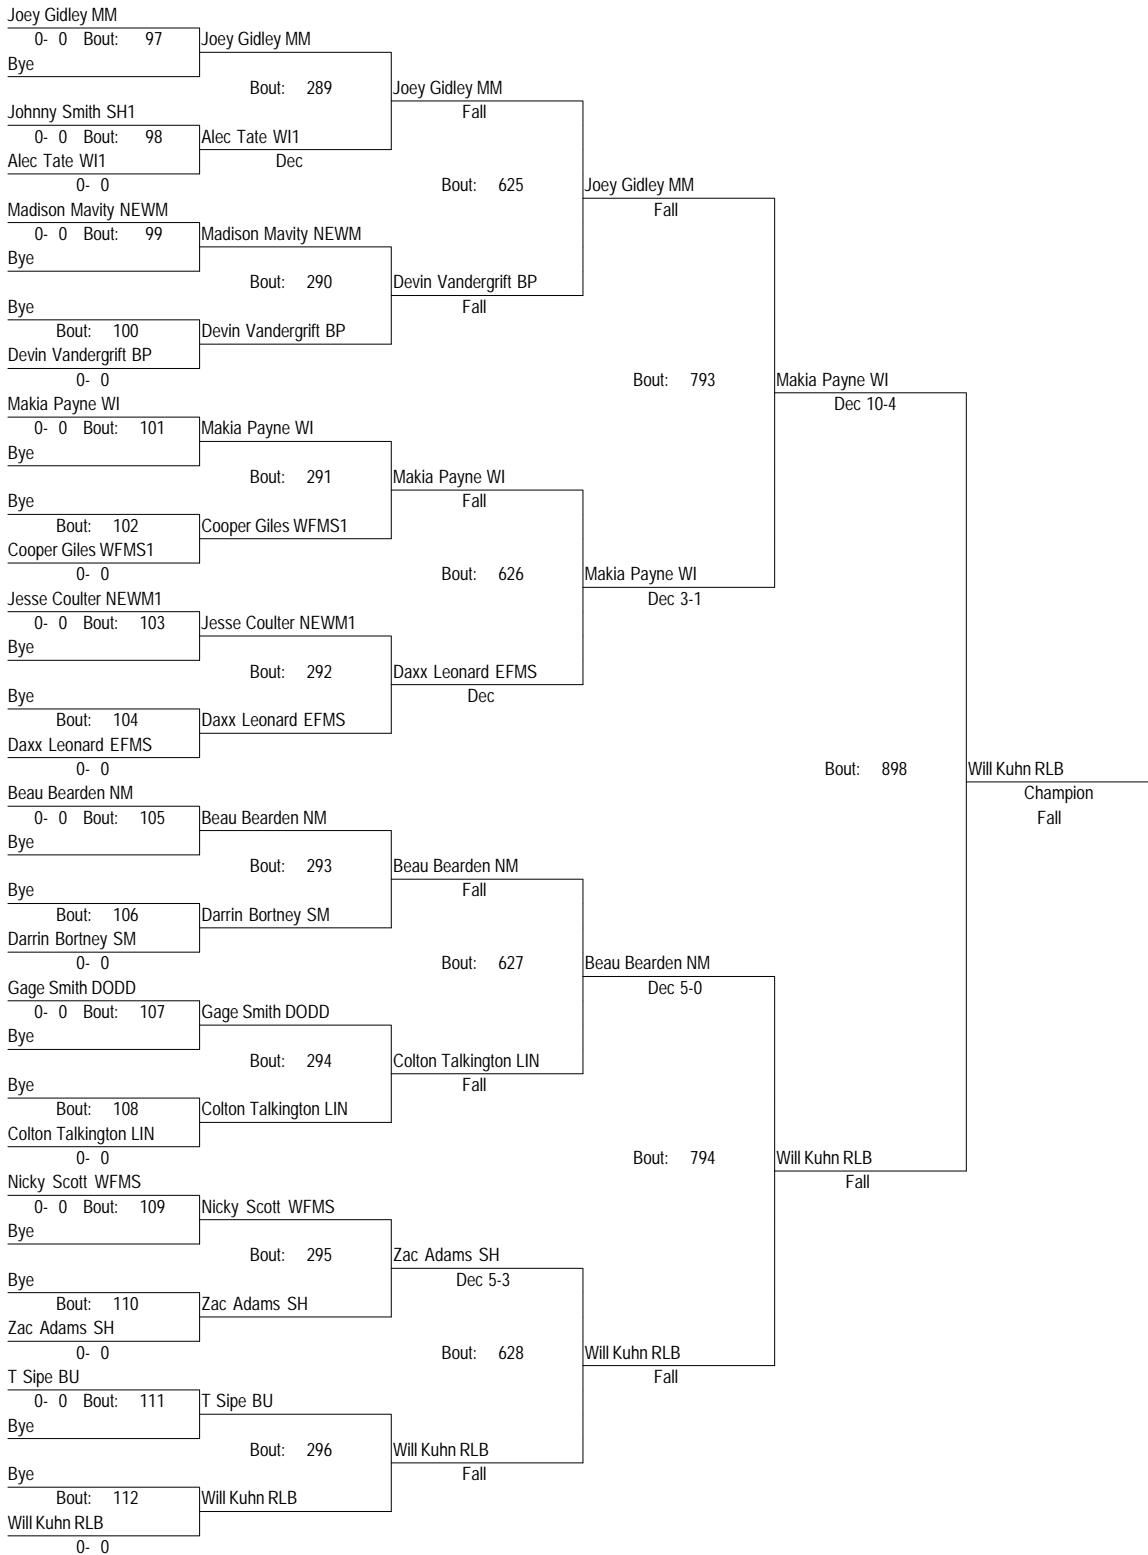 Joey Gidley MM
0- 0 Bout: 97 Joey Gidley MM
Bye
Bout: 289 Joey Gidley MM
Johnny Smith SH1 Fall
0- 0 Bout: 98 Alec Tate WI1
Alec Tate WI1 Dec
0- 0 Bout: 625 Joey Gidley MM
Madison Mavity NEWM Fall
0- 0 Bout: 99 Madison Mavity NEWM
Bye
Bout: 290 Devin Vandergrift BP
Bye Fall
Bout: 100 Devin Vandergrift BP
Devin Vandergrift BP
0- 0 Bout: 793 Makia Payne WI
Makia Payne WI Dec 10-4
0- 0 Bout: 101 Makia Payne WI
Bye
Bout: 291 Makia Payne WI
Bye Fall
Bout: 102 Cooper Giles WFMS1
Cooper Giles WFMS1
0- 0 Bout: 626 Makia Payne WI
Jesse Coulter NEWM1 Dec 3-1
0- 0 Bout: 103 Jesse Coulter NEWM1
Bye
Bout: 292 Daxx Leonard EFMS
Bye Dec
Bout: 104 Daxx Leonard EFMS
Daxx Leonard EFMS
0- 0 Bout: 898 Will Kuhn RLB
Beau Bearden NM Champion
0- 0 Bout: 105 Beau Bearden NM Fall
Bye
Bout: 293 Beau Bearden NM
Bye Fall
Bout: 106 Darrin Bortney SM
Darrin Bortney SM
0- 0 Bout: 627 Beau Bearden NM
Gage Smith DODD Dec 5-0
0- 0 Bout: 107 Gage Smith DODD
Bye
Bout: 294 Colton Talkington LIN
Bye Fall
Bout: 108 Colton Talkington LIN
Colton Talkington LIN
0- 0 Bout: 794 Will Kuhn RLB
Nicky Scott WFMS Fall
0- 0 Bout: 109 Nicky Scott WFMS
Bye
Bout: 295 Zac Adams SH
Bye Dec 5-3
Bout: 110 Zac Adams SH
Zac Adams SH
0- 0 Bout: 628 Will Kuhn RLB
T Sipe BU Fall
0- 0 Bout: 111 T Sipe BU
Bye
Bout: 296 Will Kuhn RLB
Bye Fall
Bout: 112 Will Kuhn RLB
Will Kuhn RLB
0- 0